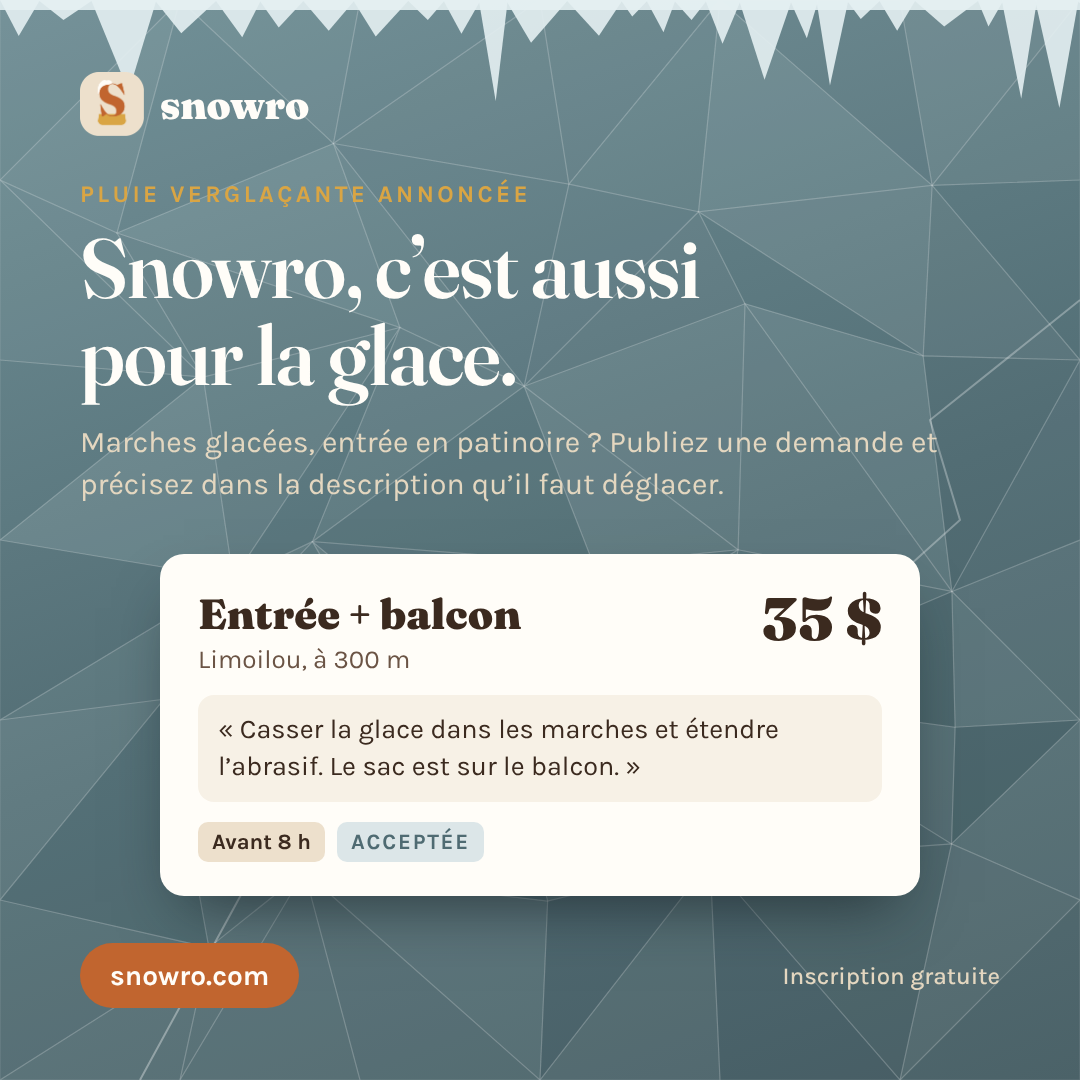 S
snowro
PLUIE VERGLAÇANTE ANNONCÉE
Snowro, c’est aussi
pour la glace.
Marches glacées, entrée en patinoire ? Publiez une demande et
précisez dans la description qu’il faut déglacer.
Entrée + balcon
35 $
Limoilou, à 300 m
« Casser la glace dans les marches et étendre
l’abrasif. Le sac est sur le balcon. »
Avant 8 h
ACCEPTÉE
snowro.com
Inscription gratuite